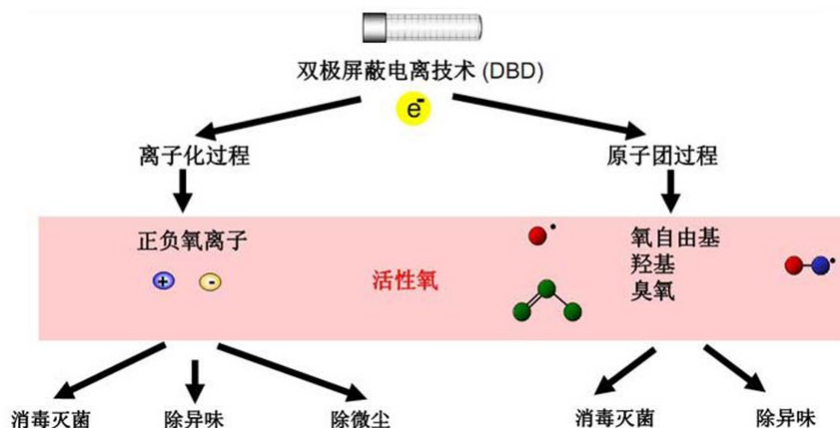 双极屏蔽电离技术 (DBD)
e-
离子化过程
原子团过程
正负氧离子
+
-
活性氧
氧自由基
羟基
臭氧
消毒灭菌
除异味
除微尘
消毒灭菌
除异味